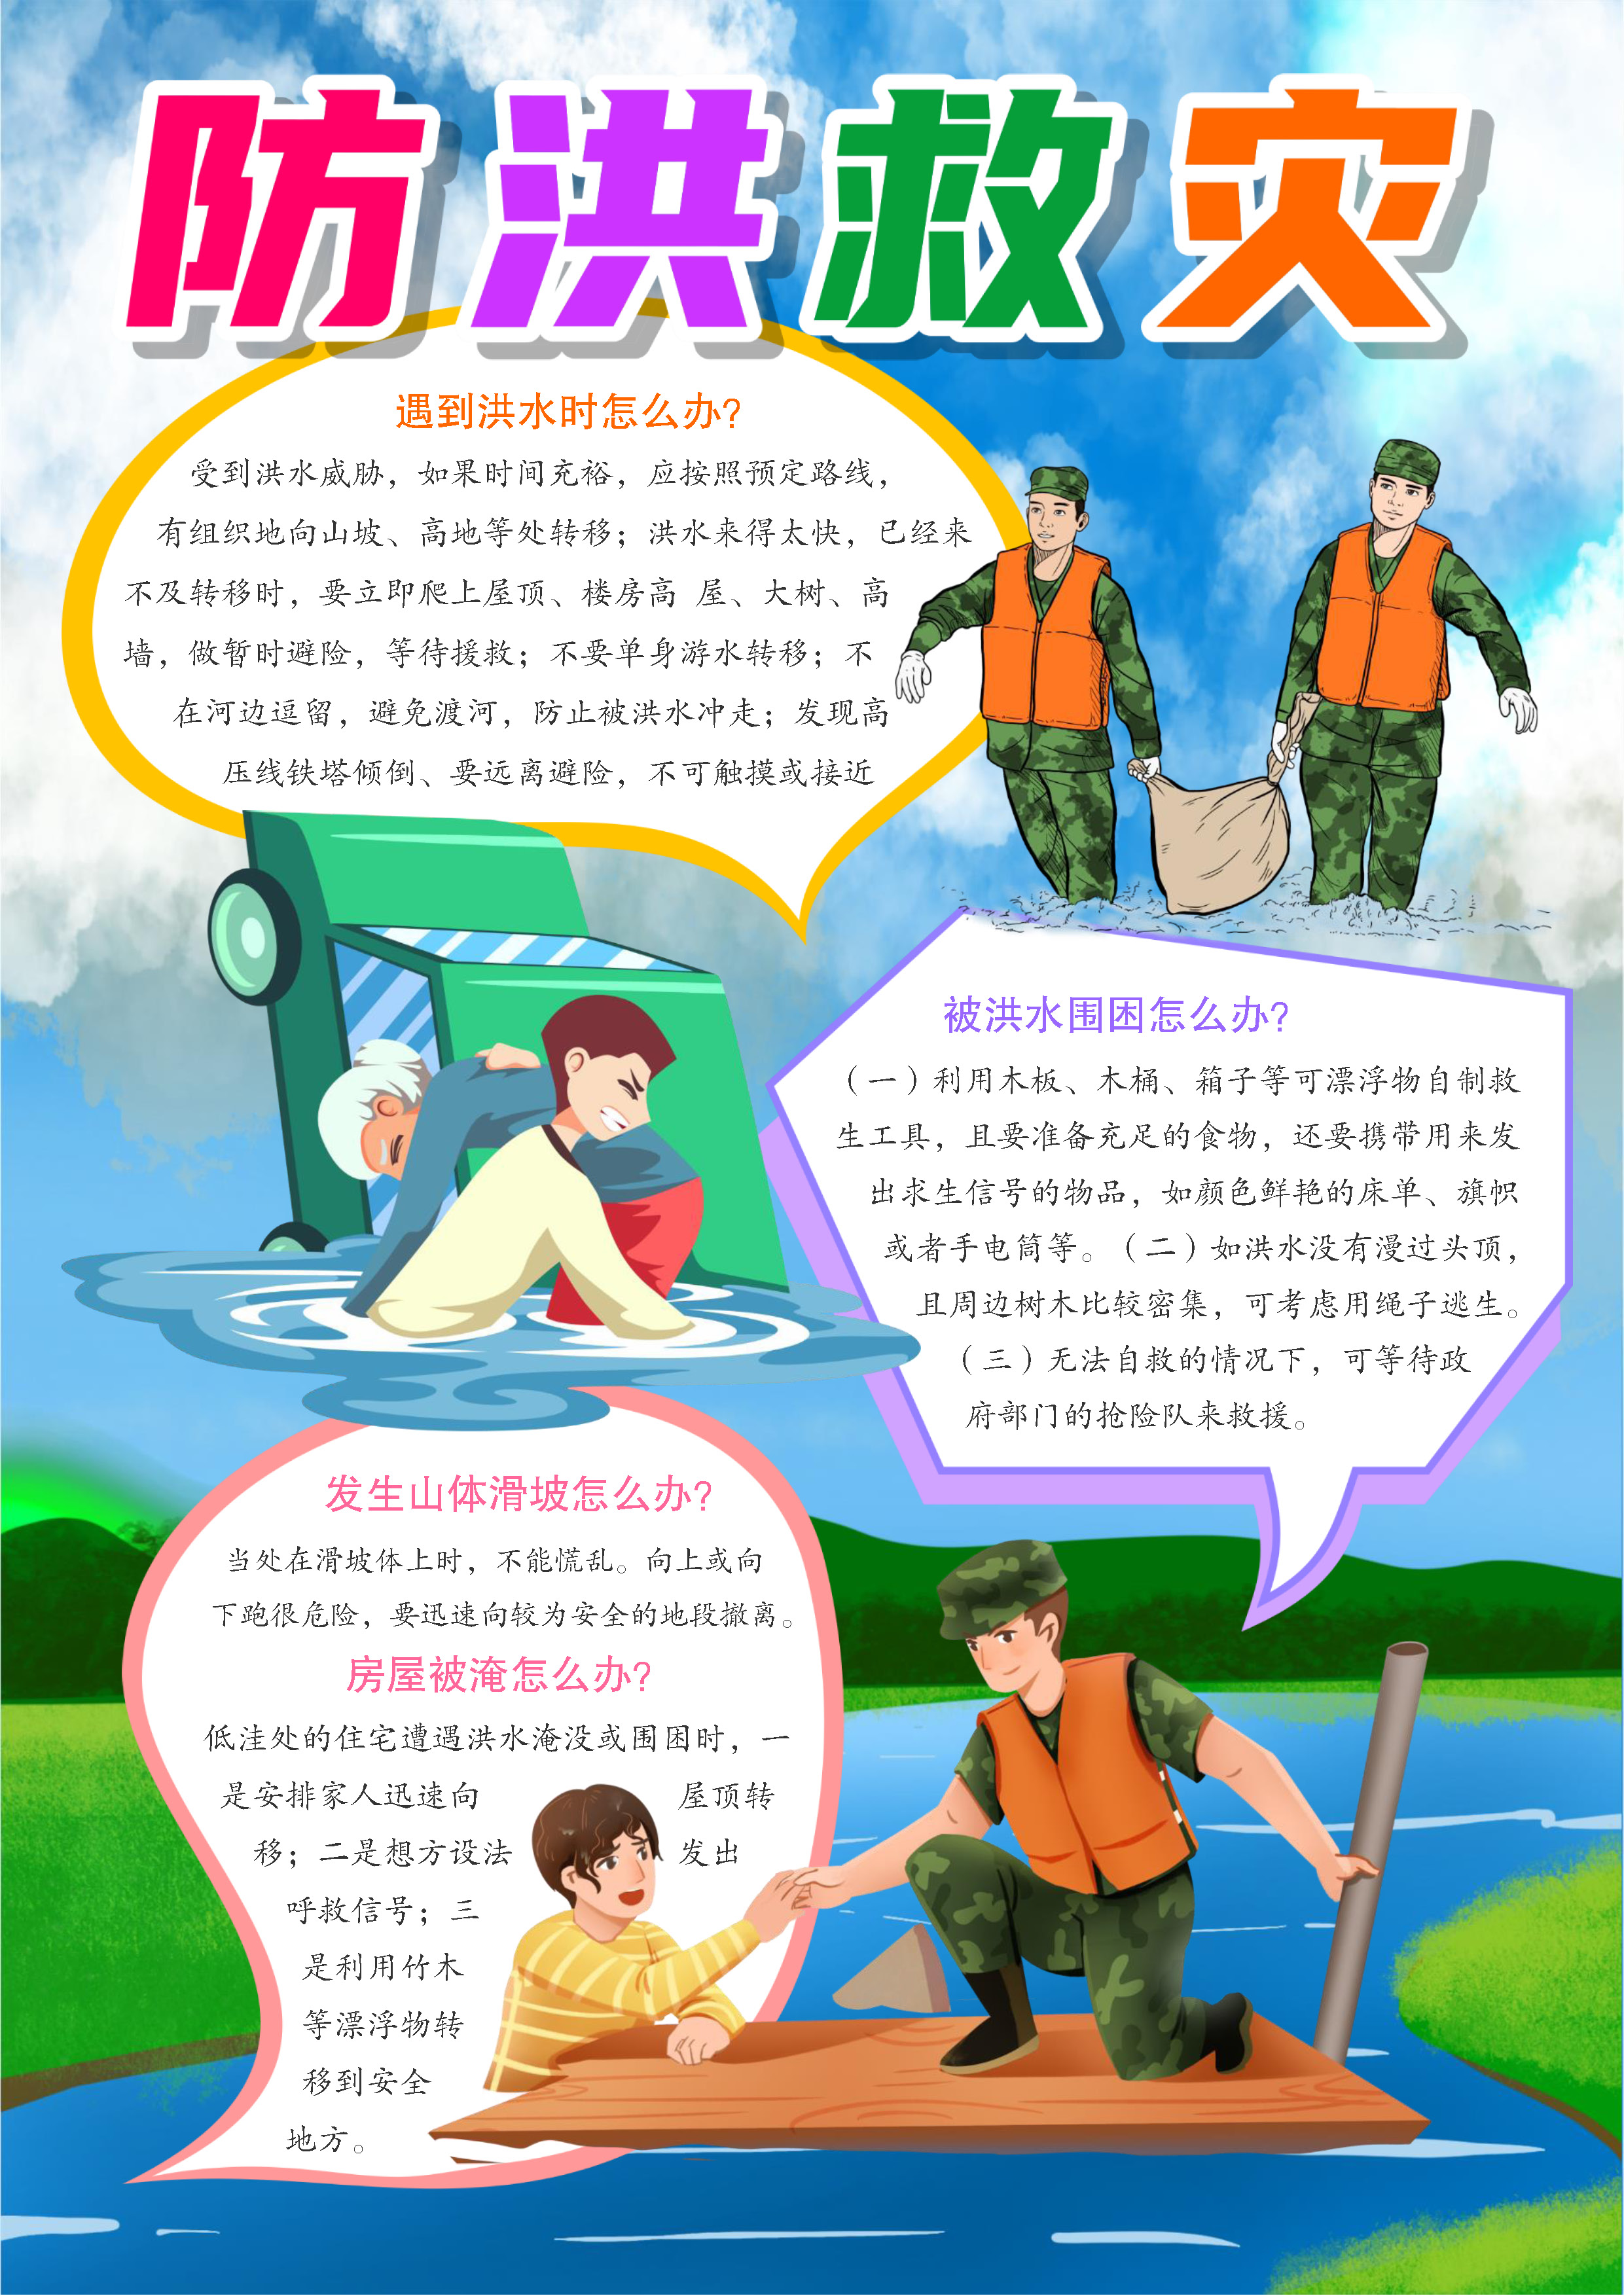 防洪救灾
遇到洪水时怎么办?
受到洪水威胁，如果时间充裕，应按照预定路线，
有组织地向山坡、高地等处转移；洪水来得太快，已经来
不及转移时，要立即爬上屋顶、楼房高 屋、大树、高
墙，做暂时避险，等待援救；不要单身游水转移；不
在河边逗留，避免渡河，防止被洪水冲走；发现高
压线铁塔倾倒、要远离避险，不可触摸或接近
被洪水围困怎么办?
（一）利用木板、木桶、箱子等可漂浮物自制救
生工具，且要准备充足的食物，还要携带用来发
出求生信号的物品，如颜色鲜艳的床单、旗帜
或者手电筒等。（二）如洪水没有漫过头顶，
且周边树木比较密集，可考虑用绳子逃生。
（三）无法自救的情况下，可等待政
府部门的抢险队来救援。
发生山体滑坡怎么办?
当处在滑坡体上时，不能慌乱。向上或向
下跑很危险，要迅速向较为安全的地段撤离。
房屋被淹怎么办?
低洼处的住宅遭遇洪水淹没或围困时，一
是安排家人迅速向 屋顶转
移；二是想方设法 发出
呼救信号；三
是利用竹木
等漂浮物转
移到安全
地方。